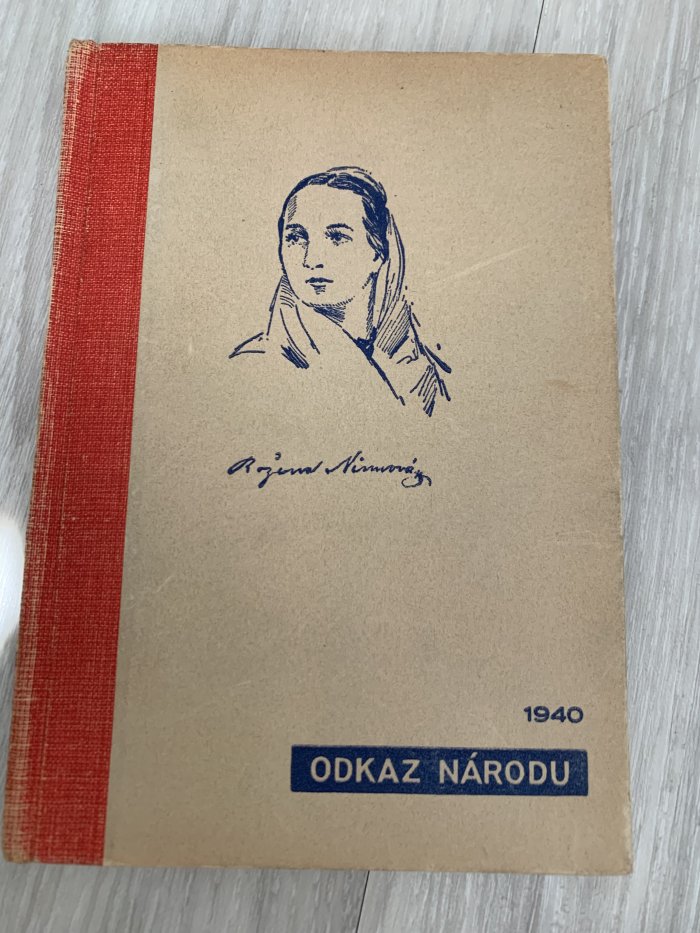 Božena Němcová
1940
ODKAZ NÁRODU